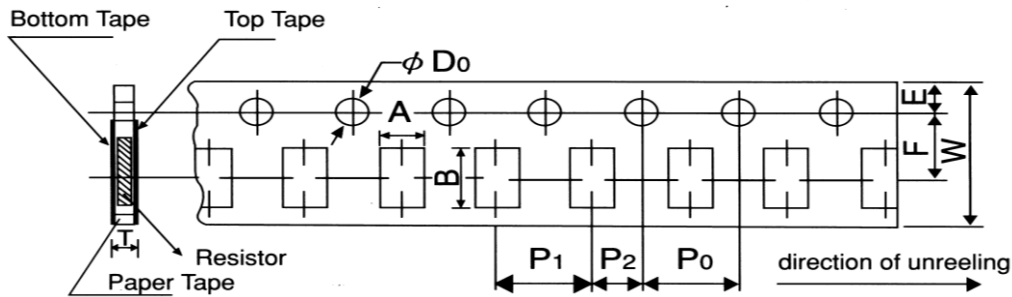 Bottom Tape
Top Tape
ϕ D0
A
B
E
F
W
T
Resistor
Paper Tape
P1
P2
P0
direction of unreeling